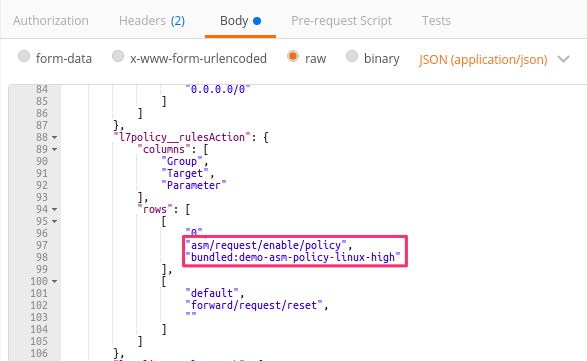 Authorization Headers (2) Body Pre-request Script Tests
form-data x-www-form-urlencoded raw binary JSON (application/json)
84 "0.0.0.0/0"
85 ]
86 ]
87 },
88 "l7policy__rulesAction": {
89 "columns": [
90 "Group",
91 "Target",
92 "Parameter"
93 ],
94 "rows": [
95 [
96 "0",
97 "asm/request/enable/policy",
98 "bundled:demo-asm-policy-linux-high"
99 ],
100 [
101 "default",
102 "forward/request/reset",
103 ""
104 ]
105 ]
106 },